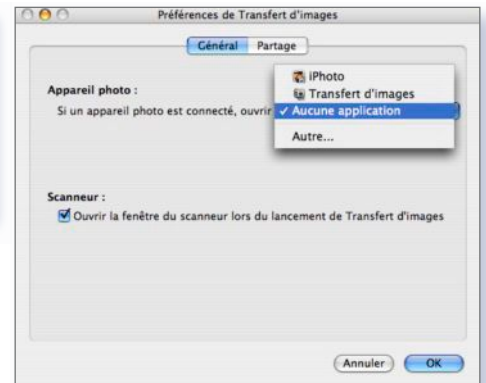 Préférences de Transfert d'images
Général Partage
iPhoto
Appareil photo :
Transfert d'images
Si un appareil photo est connecté, ouvrir ✓ Aucune application
Autre...
Scanneur :
Ouvrir la fenêtre du scanneur lors du lancement de Transfert d'images
Annuler OK